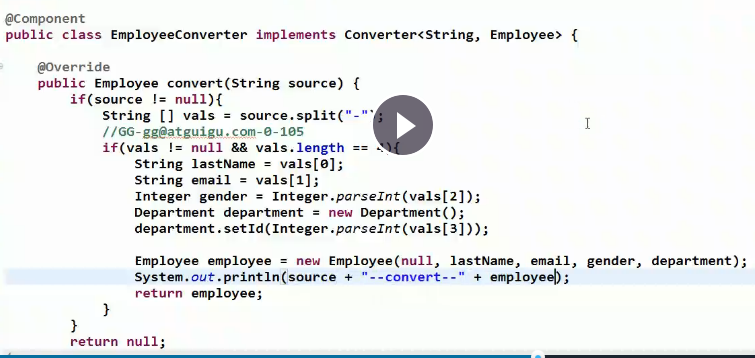 @Component
public class EmployeeConverter implements Converter<String, Employee> {
@Override
public Employee convert(String source) {
if(source != null){
String [] vals = source.split("-");
//GG-gg@atguigu.com-0-105
if(vals != null && vals.length == 4){
String lastName = vals[0];
String email = vals[1];
Integer gender = Integer.parseInt(vals[2]);
Department department = new Department();
department.setId(Integer.parseInt(vals[3]));
Employee employee = new Employee(null, lastName, email, gender, department);
System.out.println(source + "--convert--" + employee);
return employee;
}
}
return null;